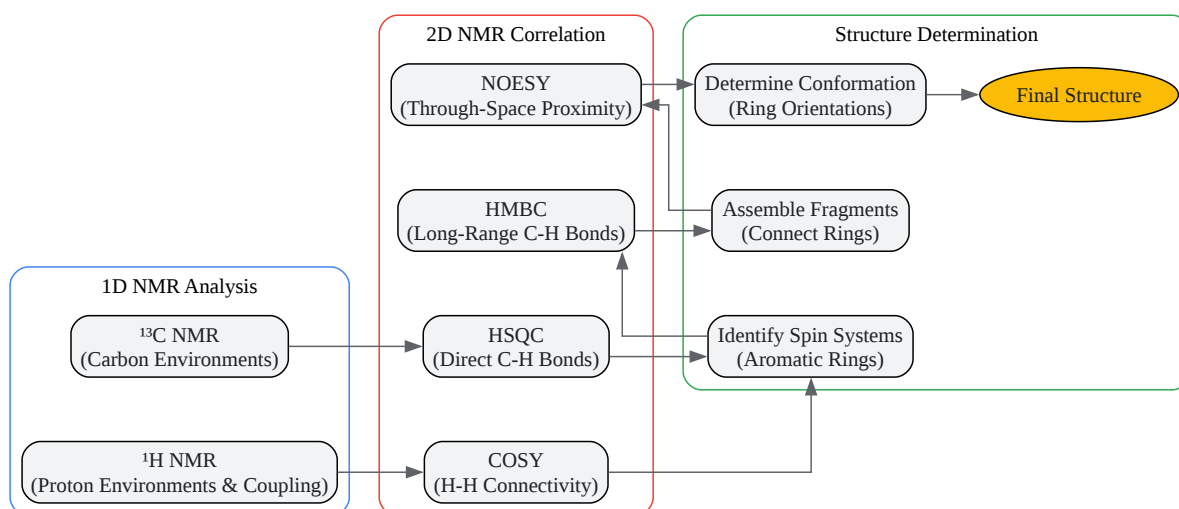 2D NMR Correlation
NOESY
(Through-Space Proximity)
HMBC
(Long-Range C-H Bonds)
HSQC
(Direct C-H Bonds)
COSY
(H-H Connectivity)
Structure Determination
Determine Conformation
(Ring Orientations)
Final Structure
Assemble Fragments
(Connect Rings)
Identify Spin Systems
(Aromatic Rings)
1D NMR Analysis
¹³C NMR
(Carbon Environments)
¹H NMR
(Proton Environments & Coupling)